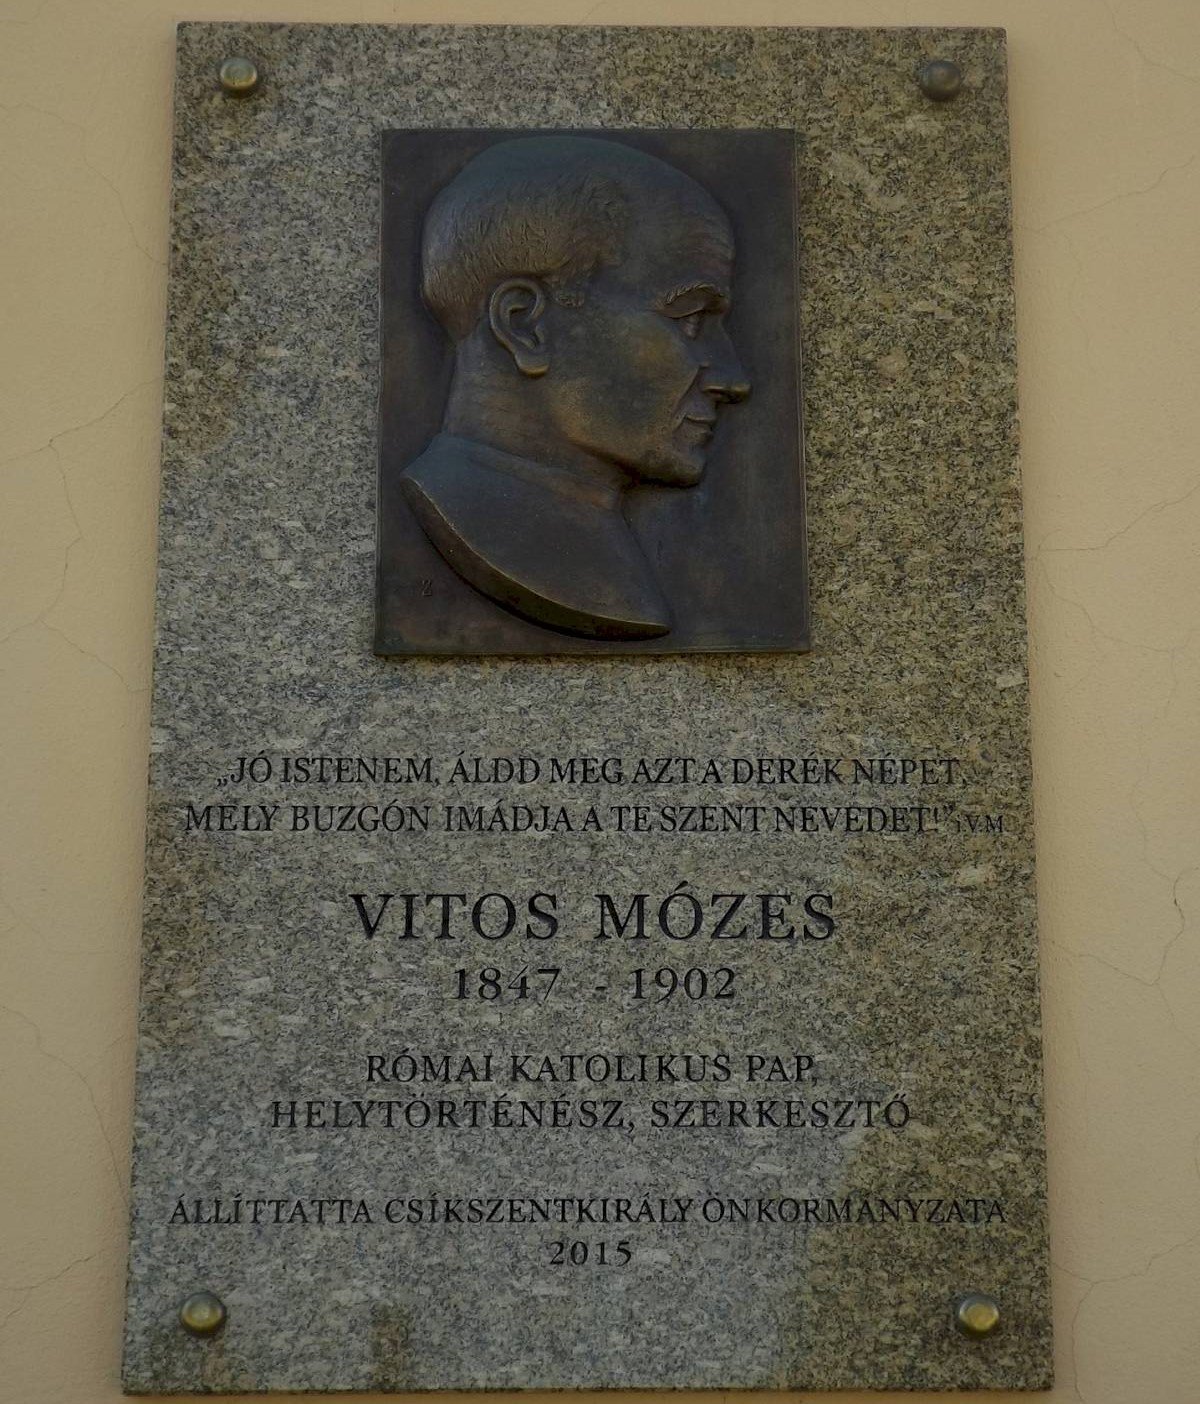 „JÓ ISTENEM, ÁLDD MEG AZT A DERÉK NÉPET,
MELY BUZGÓN IMÁDJA A TE SZENT NEVEDET!”
VITOS MÓZES
1847 - 1902
RÓMAI KATOLIKUS PAP,
HELYTÖRTÉNÉSZ, SZERKESZTŐ
ÁLLÍTTATTA CSÍKSZENTKIRÁLY ÖNKORMÁNYZATA
2015